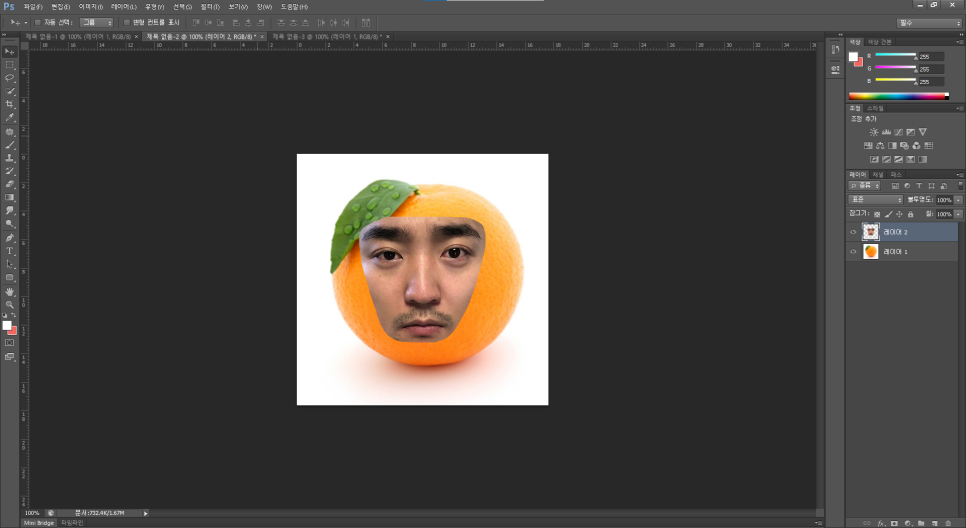 Ps 파일(F) 편집(E) 이미지(I) 레이어(L) 유형(Y) 선택(S) 필터(T) 보기(V) 창(W) 도움말(H)
자동 선택: 그룹 변형 컨트롤 표시 필수
제목 없음-1 @ 100% (레이어 1, RGB/8) × 제목 없음-2 @ 100% (레이어 2, RGB/8) * × 제목 없음-3 @ 100% (레이어 1, RGB/8) * ×
색상 색상 견본
R 255
G 255
B 255
조정 스타일
조정 추가
레이어 채널 패스
종류
표준 불투명도: 100%
잠그기: 칠: 100%
레이어 2
레이어 1
100% 문서:732.4K/1.67M
Mini Bridge 타임라인